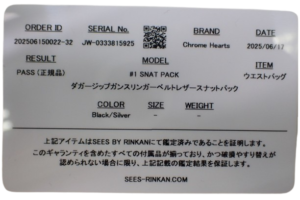 ORDER ID SERIAL No. BRAND DATE
202506150022-32 JW-0333815925 Chrome Hearts 2025/06/17
RESULT MODEL ITEM
PASS (正規品) #1 SNAT PACK ウエストバッグ
ダガージップガンスリンガーベルトレザースナットパック
COLOR SIZE WEIGHT
Black/Silver - -
上記アイテムはSEES BY RINKANにて鑑定済みであることを証明します。
このギャランティを含めたすべての付属品が揃っており、かつ破損やすり替えが
認められない場合に限り、上記記載の鑑定結果を保証します。
SEES-RINKAN.COM